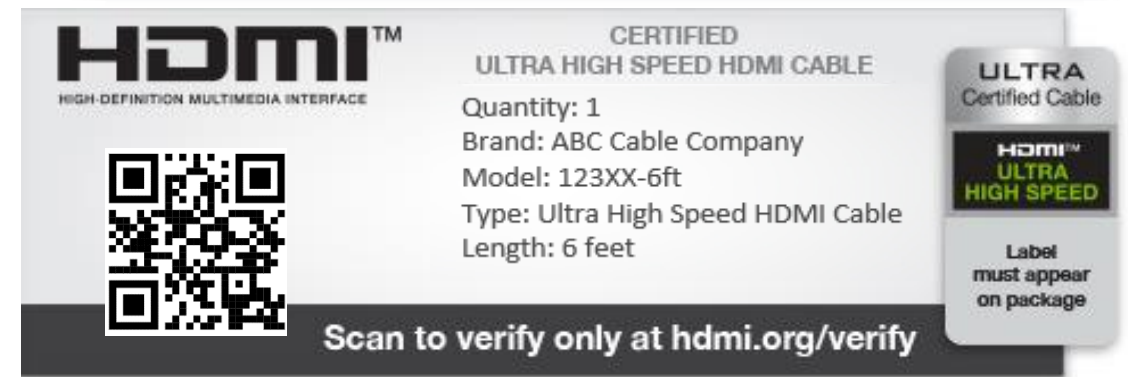 HDMI™
HIGH-DEFINITION MULTIMEDIA INTERFACE
CERTIFIED
ULTRA HIGH SPEED HDMI CABLE
Quantity: 1
Brand: ABC Cable Company
Model: 123XX-6ft
Type: Ultra High Speed HDMI Cable
Length: 6 feet
Scan to verify only at hdmi.org/verify
ULTRA
Certified Cable
HDMI™
ULTRA
HIGH SPEED
Label
must appear
on package